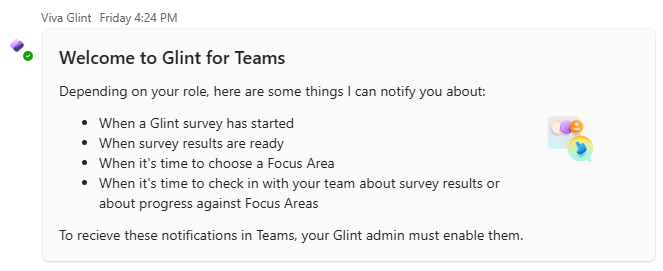 Viva Glint Friday 4:24 PM
Welcome to Glint for Teams
Depending on your role, here are some things I can notify you about:
• When a Glint survey has started
• When survey results are ready
• When it's time to choose a Focus Area
• When it's time to check in with your team about survey results or
about progress against Focus Areas
To recieve these notifications in Teams, your Glint admin must enable them.